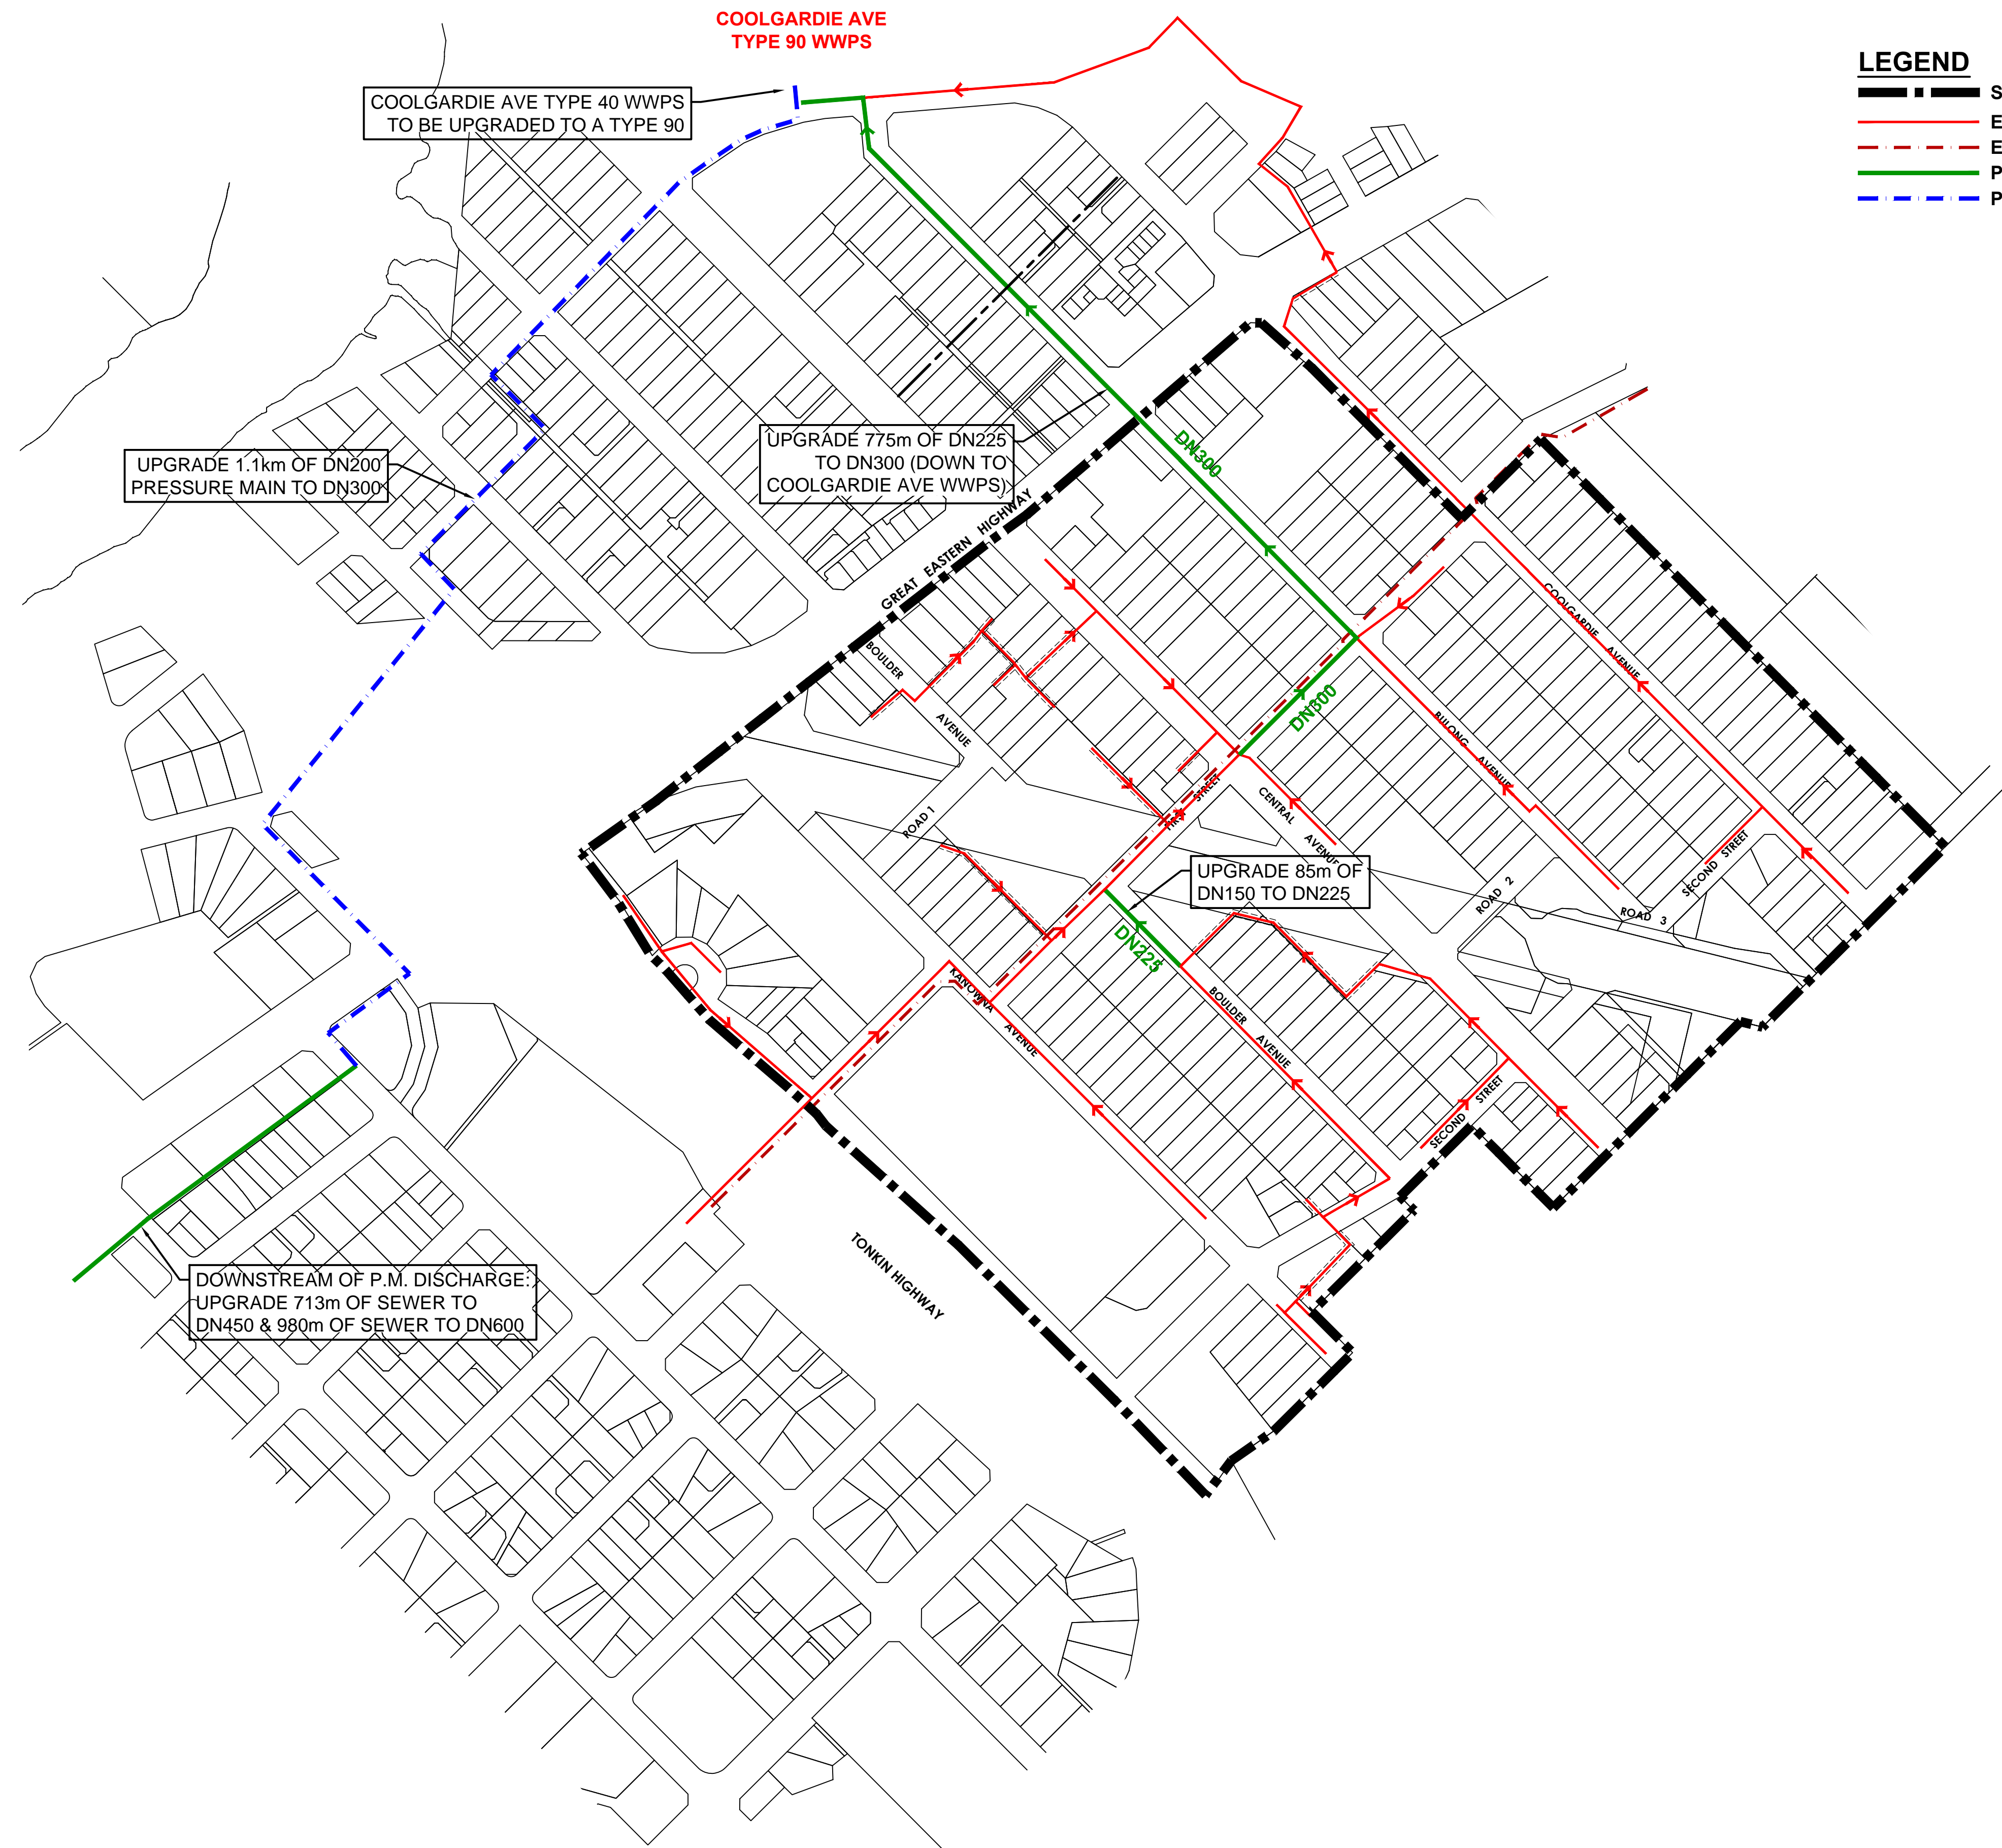 COOLGARDIE AVE
TYPE 90 WWPS
LEGEND
S
E
E
P
P
COOLGARDIE AVE TYPE 40 WWPS
TO BE UPGRADED TO A TYPE 90
UPGRADE 775m OF DN225
TO DN300 (DOWN TO
COOLGARDIE AVE WWPS)
UPGRADE 1.1km OF DN200
PRESSURE MAIN TO DN300
DN300
GREAT EASTERN HIGHWAY
COOLGARDIE AVENUE
BOULDER AVENUE
DN300
BULONG AVENUE
STREET
CENTRAL AVENUE
ROAD 1
SECOND STREET
UPGRADE 85m OF
DN150 TO DN225
ROAD 2
ROAD 3
DN225
KANOWNA AVENUE
BOULDER AVENUE
SECOND STREET
TONKIN HIGHWAY
DOWNSTREAM OF P.M. DISCHARGE:
UPGRADE 713m OF SEWER TO
DN450 & 980m OF SEWER TO DN600